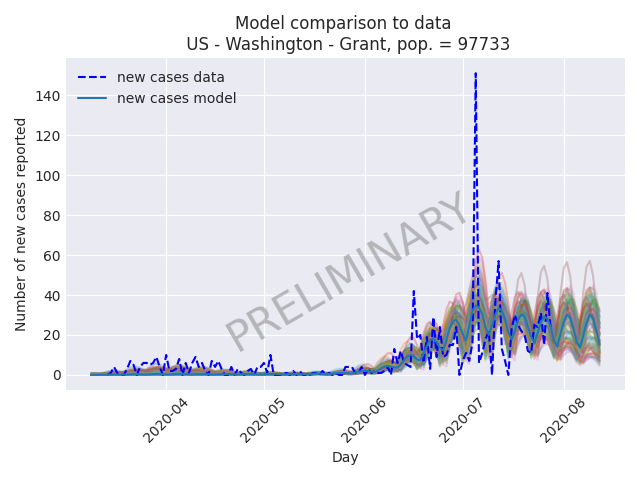 Model comparison to data
US - Washington - Grant, pop. = 97733
new cases data
new cases model
Number of new cases reported
140
120
100
80
60
40
20
0
PRELIMINARY
2020-04
2020-05
2020-06
2020-07
2020-08
Day